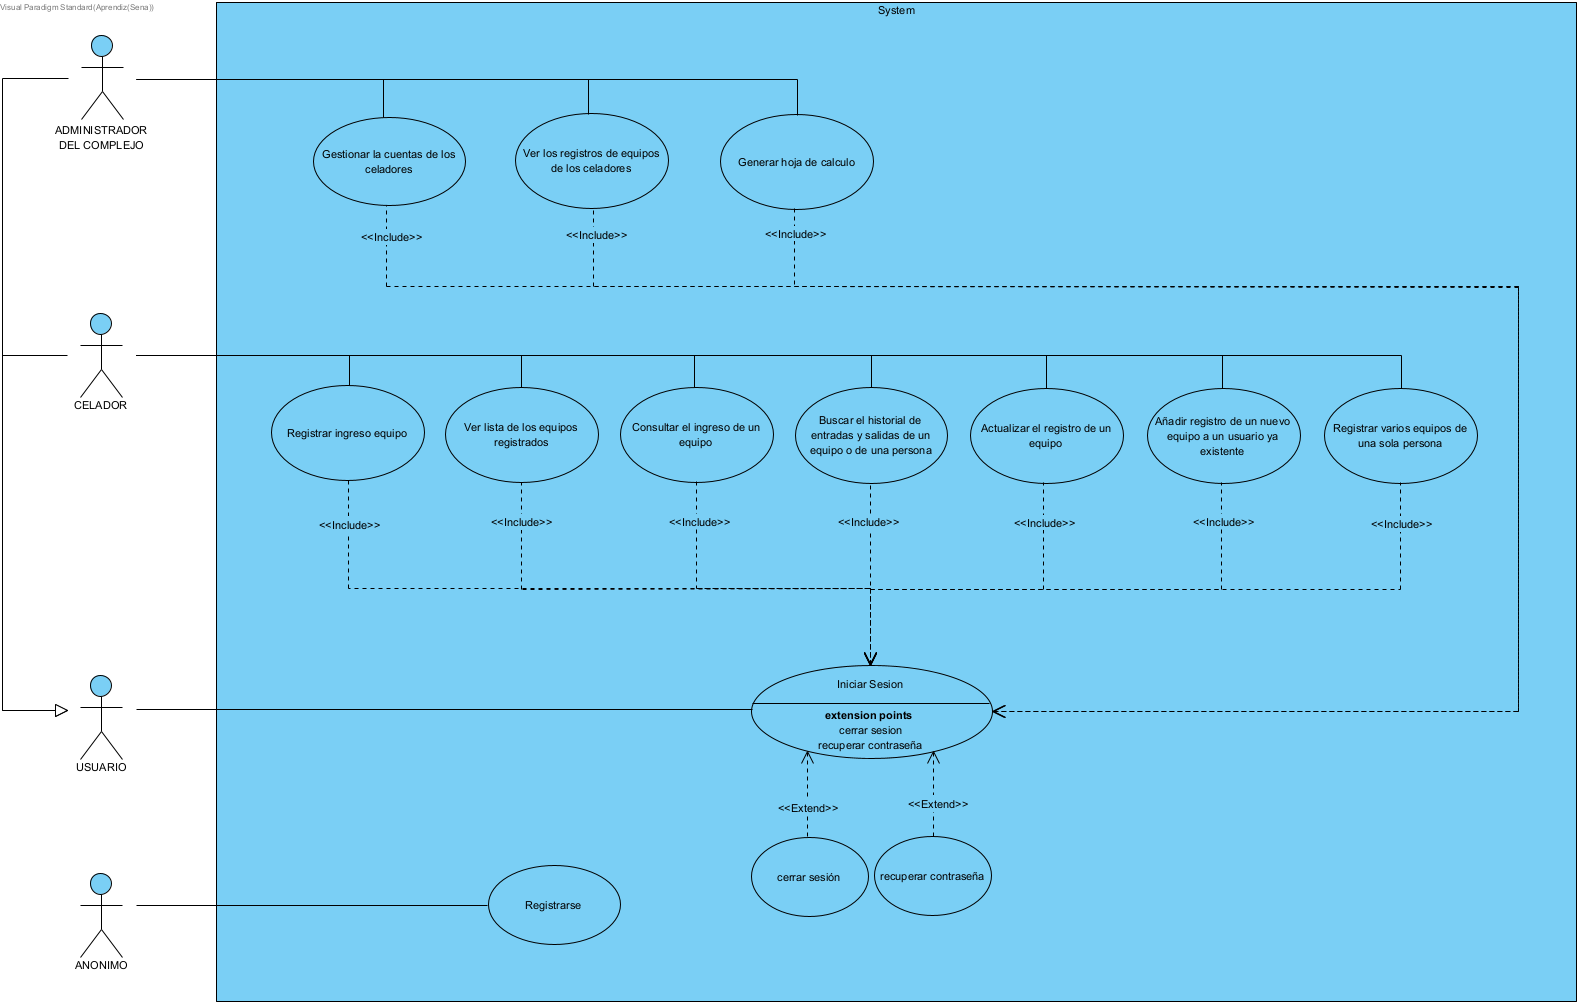 Visual Paradigm Standard(Aprendiz(Sena))
System
ADMINISTRADOR
DEL COMPLEJO
Gestionar la cuentas de los
celadores
Ver los registros de equipos
de los celadores
Generar hoja de calculo
<<Include>>
<<Include>>
<<Include>>
CELADOR
Registrar ingreso equipo
Ver lista de los equipos
registrados
Consultar el ingreso de un
equipo
Buscar el historial de
entradas y salidas de un
equipo o de una persona
Actualizar el registro de un
equipo
Añadir registro de un nuevo
equipo a un usuario ya
existente
Registrar varios equipos de
una sola persona
<<Include>>
<<Include>>
<<Include>>
<<Include>>
<<Include>>
<<Include>>
<<Include>>
USUARIO
Iniciar Sesion
extension points
cerrar sesion
recuperar contraseña
<<Extend>>
<<Extend>>
cerrar sesión
recuperar contraseña
ANONIMO
Registrarse